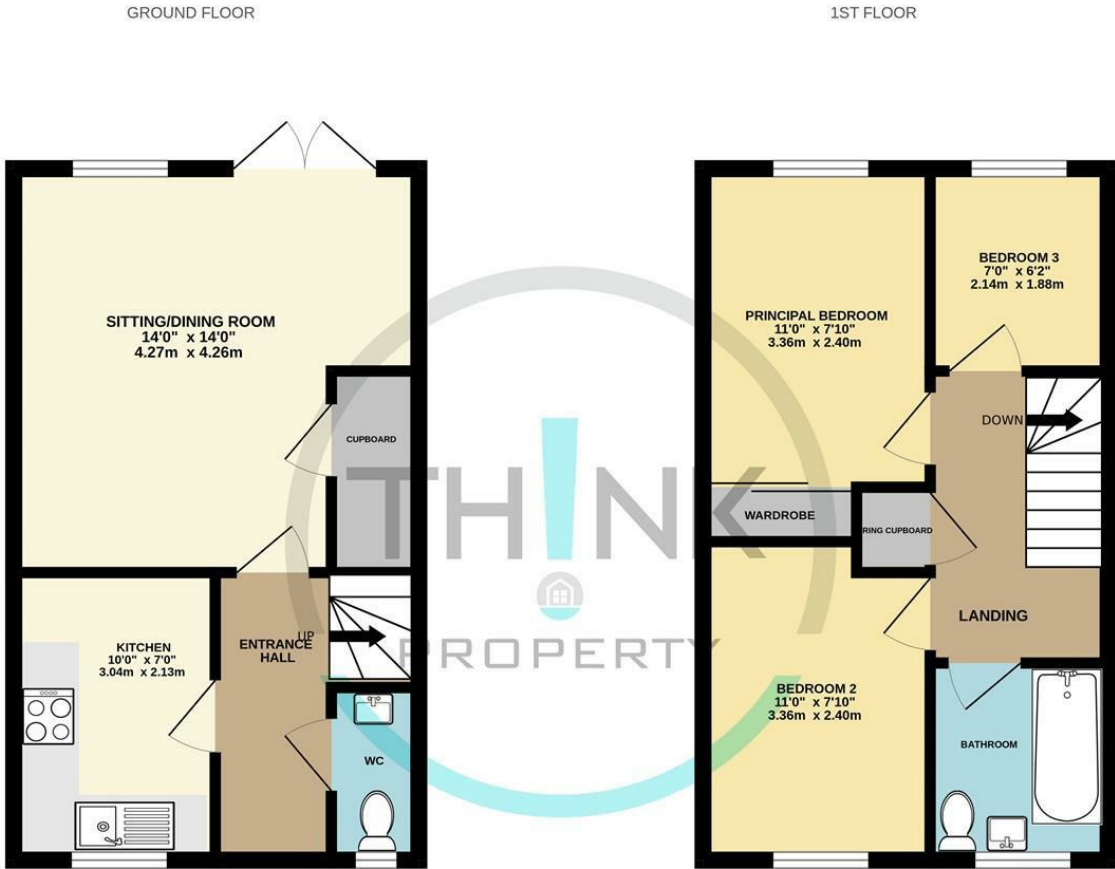 GROUND FLOOR
SITTING/DINING ROOM
14'0" x 14'0"
4.27m x 4.26m
CUPBOARD
KITCHEN
10'0" x 7'0"
3.04m x 2.13m
ENTRANCE
HALL
UP
WC
1ST FLOOR
PRINCIPAL BEDROOM
11'0" x 7'10"
3.36m x 2.40m
BEDROOM 3
7'0" x 6'2"
2.14m x 1.88m
DOWN
WARDROBE
RING CUPBOARD
LANDING
BEDROOM 2
11'0" x 7'10"
3.36m x 2.40m
BATHROOM
TH!NK
PROPERTY